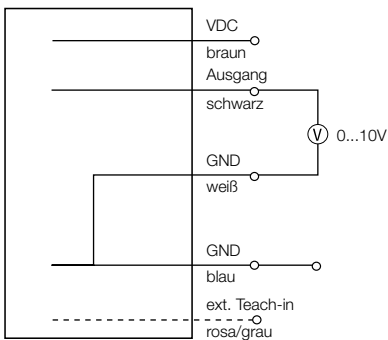 VDC
braun
Ausgang
schwarz
V 0...10V
GND
weiß
GND
blau
ext. Teach-in
rosa/grau